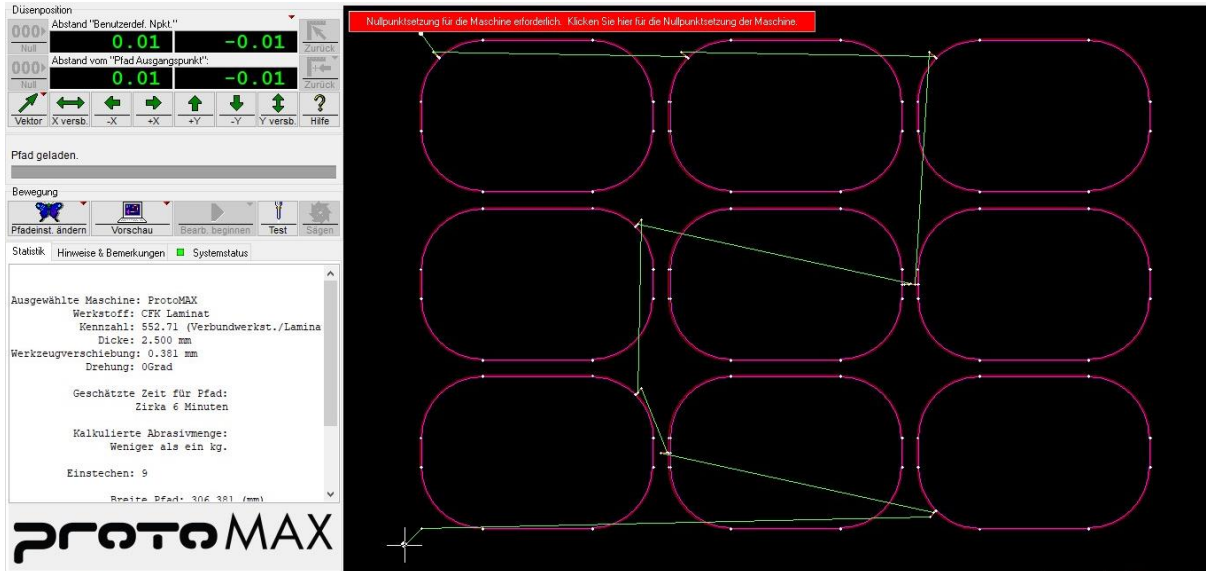 Düsenposition
Abstand "Benutzerdef. Npkt."
000
Null
0.01
-0.01
Zurück
Abstand vom "Pfad Ausgangspunkt":
000
Null
0.01
-0.01
Zurück
Vektor
X versb.
-X
+X
+Y
-Y
Y versb.
Hilfe
Pfad geladen.
Bewegung
Pfadeinst. ändern
Vorschau
Bearb. beginnen
Test
Sägen
Statistik
Hinweise & Bemerkungen
Systemstatus
Ausgewählte Maschine: ProtoMAX
Werkstoff: CFK Laminat
Kennzahl: 552.71 (Verbundwerkst./Lamina
Dicke: 2.500 mm
Werkzeugverschiebung: 0.381 mm
Drehung: 0Grad
Geschätzte Zeit für Pfad:
Zirka 6 Minuten
Kalkulierte Abrasivmenge:
Weniger als ein kg.
Einstechen: 9
Breite Pfad: 306.381 (mm)
protoMAX
Nullpunktsetzung für die Maschine erforderlich. Klicken Sie hier für die Nullpunktsetzung der Maschine.